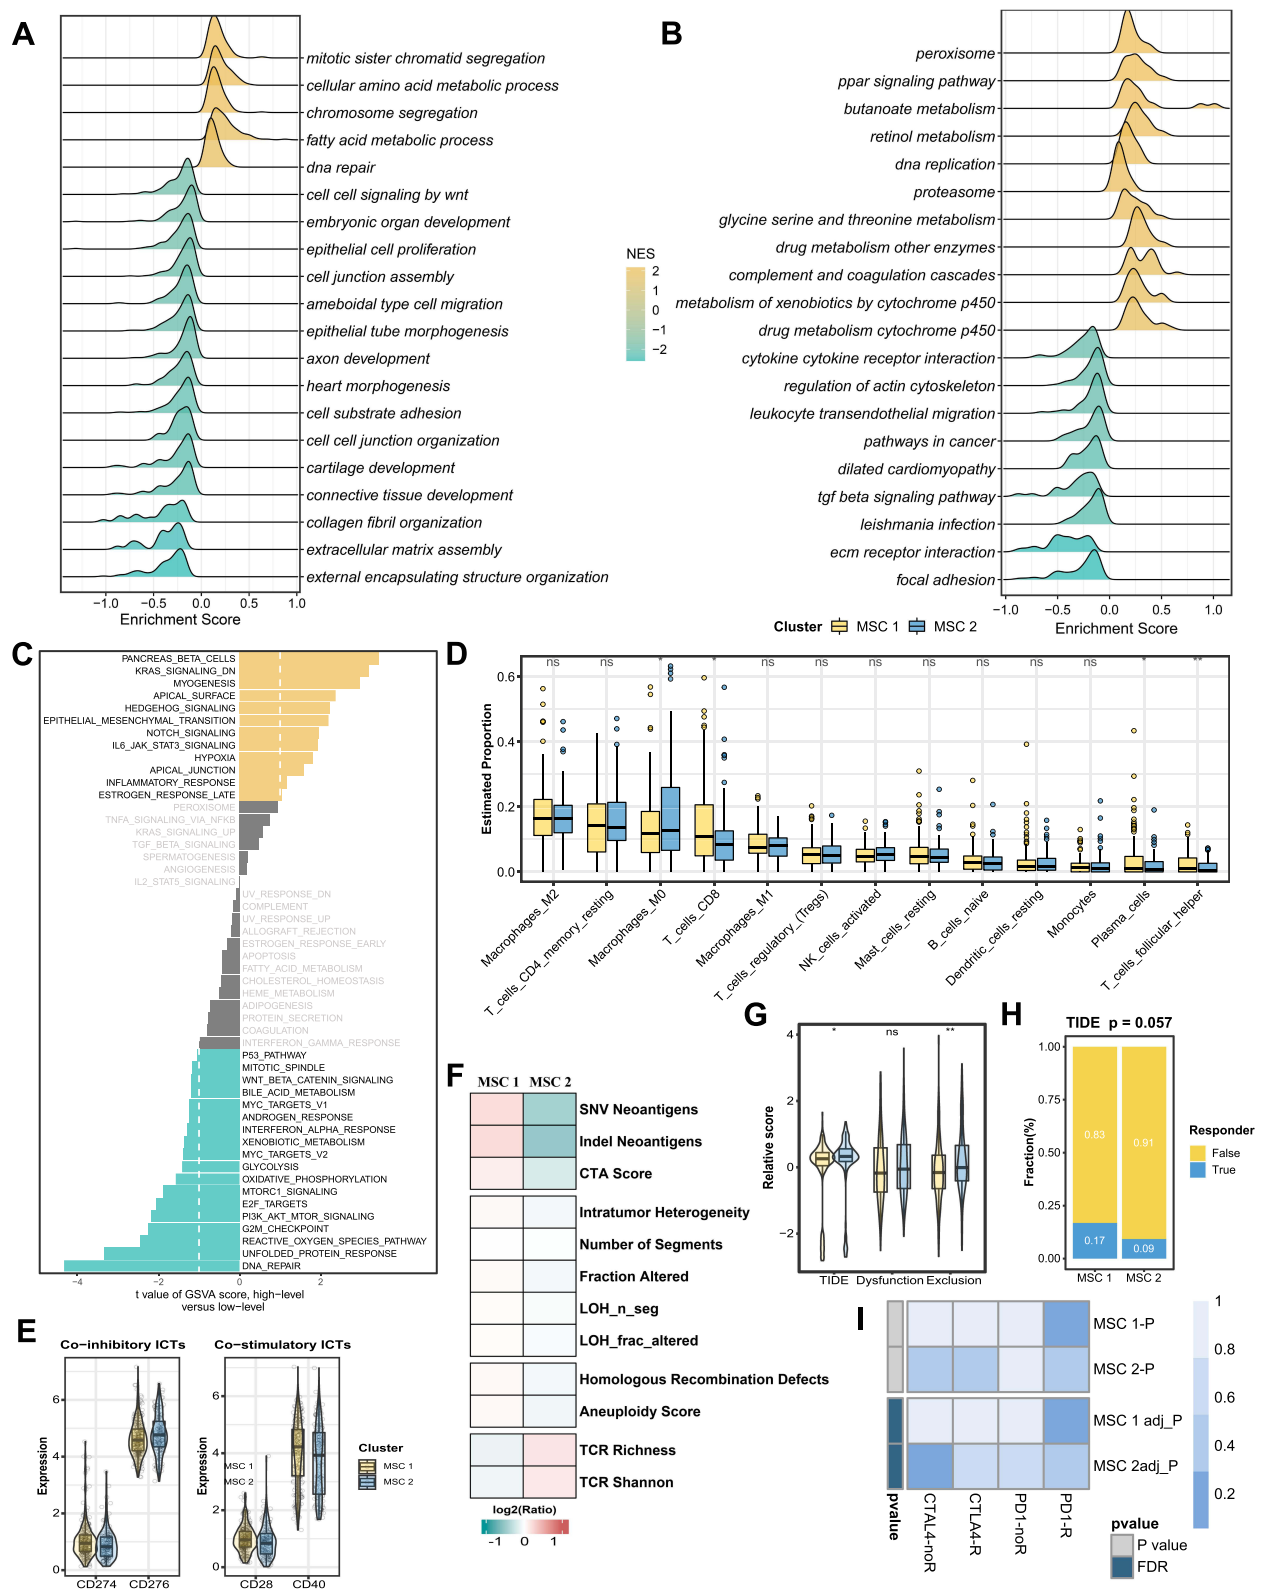 A
mitotic sister chromatid segregation
cellular amino acid metabolic process
chromosome segregation
fatty acid metabolic process
dna repair
cell cell signaling by wnt
embryonic organ development
epithelial cell proliferation
cell junction assembly
ameboidal type cell migration
epithelial tube morphogenesis
axon development
heart morphogenesis
cell substrate adhesion
cell cell junction organization
cartilage development
connective tissue development
collagen fibril organization
extracellular matrix assembly
external encapsulating structure organization
−1.0 −0.5 0.0 0.5 1.0
Enrichment Score
NES
2
1
0
−1
−2
B
peroxisome
ppar signaling pathway
butanoate metabolism
retinol metabolism
dna replication
proteasome
glycine serine and threonine metabolism
drug metabolism other enzymes
complement and coagulation cascades
metabolism of xenobiotics by cytochrome p450
drug metabolism cytochrome p450
cytokine cytokine receptor interaction
regulation of actin cytoskeleton
leukocyte transendothelial migration
pathways in cancer
dilated cardiomyopathy
tgf beta signaling pathway
leishmania infection
ecm receptor interaction
focal adhesion
−1.0 −0.5 0.0 0.5 1.0
Enrichment Score
C
PANCREAS_BETA_CELLS
KRAS_SIGNALING_DN
MYOGENESIS
APICAL_SURFACE
HEDGEHOG_SIGNALING
EPITHELIAL_MESENCHYMAL_TRANSITION
NOTCH_SIGNALING
IL6_JAK_STAT3_SIGNALING
HYPOXIA
APICAL_JUNCTION
INFLAMMATORY_RESPONSE
ESTROGEN_RESPONSE_LATE
PEROXISOME
TNFA_SIGNALING_VIA_NFKB
KRAS_SIGNALING_UP
TGF_BETA_SIGNALING
SPERMATOGENESIS
ANGIOGENESIS
IL2_STAT5_SIGNALING
UV_RESPONSE_DN
COMPLEMENT
UV_RESPONSE_UP
ALLOGRAFT_REJECTION
ESTROGEN_RESPONSE_EARLY
APOPTOSIS
FATTY_ACID_METABOLISM
CHOLESTEROL_HOMEOSTASIS
HEME_METABOLISM
ADIPOGENESIS
PROTEIN_SECRETION
COAGULATION
INTERFERON_GAMMA_RESPONSE
P53_PATHWAY
MITOTIC_SPINDLE
WNT_BETA_CATENIN_SIGNALING
BILE_ACID_METABOLISM
MYC_TARGETS_V1
ANDROGEN_RESPONSE
INTERFERON_ALPHA_RESPONSE
XENOBIOTIC_METABOLISM
MYC_TARGETS_V2
GLYCOLYSIS
OXIDATIVE_PHOSPHORYLATION
MTORC1_SIGNALING
E2F_TARGETS
PI3K_AKT_MTOR_SIGNALING
G2M_CHECKPOINT
REACTIVE_OXYGEN_SPECIES_PATHWAY
UNFOLDED_PROTEIN_RESPONSE
DNA_REPAIR
−4 −2 0 2
t value of GSVA score, high-level
versus low-level
D
Cluster MSC 1 MSC 2
ns ns * * ns ns ns ns ns ns ns * **
0.6
0.4
0.2
0.0
Estimated Proportion
Macrophages_M2
T_cells_CD4_memory_resting
Macrophages_M0
T_cells_CD8
Macrophages_M1
T_cells_regulatory_(Tregs)
NK_cells_activated
Mast_cells_resting
B_cells_naive
Dendritic_cells_resting
Monocytes
Plasma_cells
T_cells_follicular_helper
E
Co−inhibitory ICTs
Expression
6
4
2
0
CD274 CD276
Co−stimulatory ICTs
Expression
6
4
2
0
MSC 1
MSC 2
CD28 CD40
Cluster
MSC 1
MSC 2
F
MSC 1 MSC 2
SNV Neoantigens
Indel Neoantigens
CTA Score
Intratumor Heterogeneity
Number of Segments
Fraction Altered
LOH_n_seg
LOH_frac_altered
Homologous Recombination Defects
Aneuploidy Score
TCR Richness
TCR Shannon
log2(Ratio)
−1 0 1
G
* ns **
4
2
0
−2
Relative score
TIDE Dysfunction Exclusion
H
TIDE p = 0.057
1.00
0.75
0.50
0.25
0.00
Fraction(%)
0.83 0.91
0.17 0.09
MSC 1 MSC 2
Responder
False
True
I
MSC 1-P
MSC 2-P
MSC 1 adj_P
MSC 2adj_P
pvalue
CTAL4-noR
CTLA4-R
PD1-noR
PD1-R
1
0.8
0.6
0.4
0.2
pvalue
P value
FDR